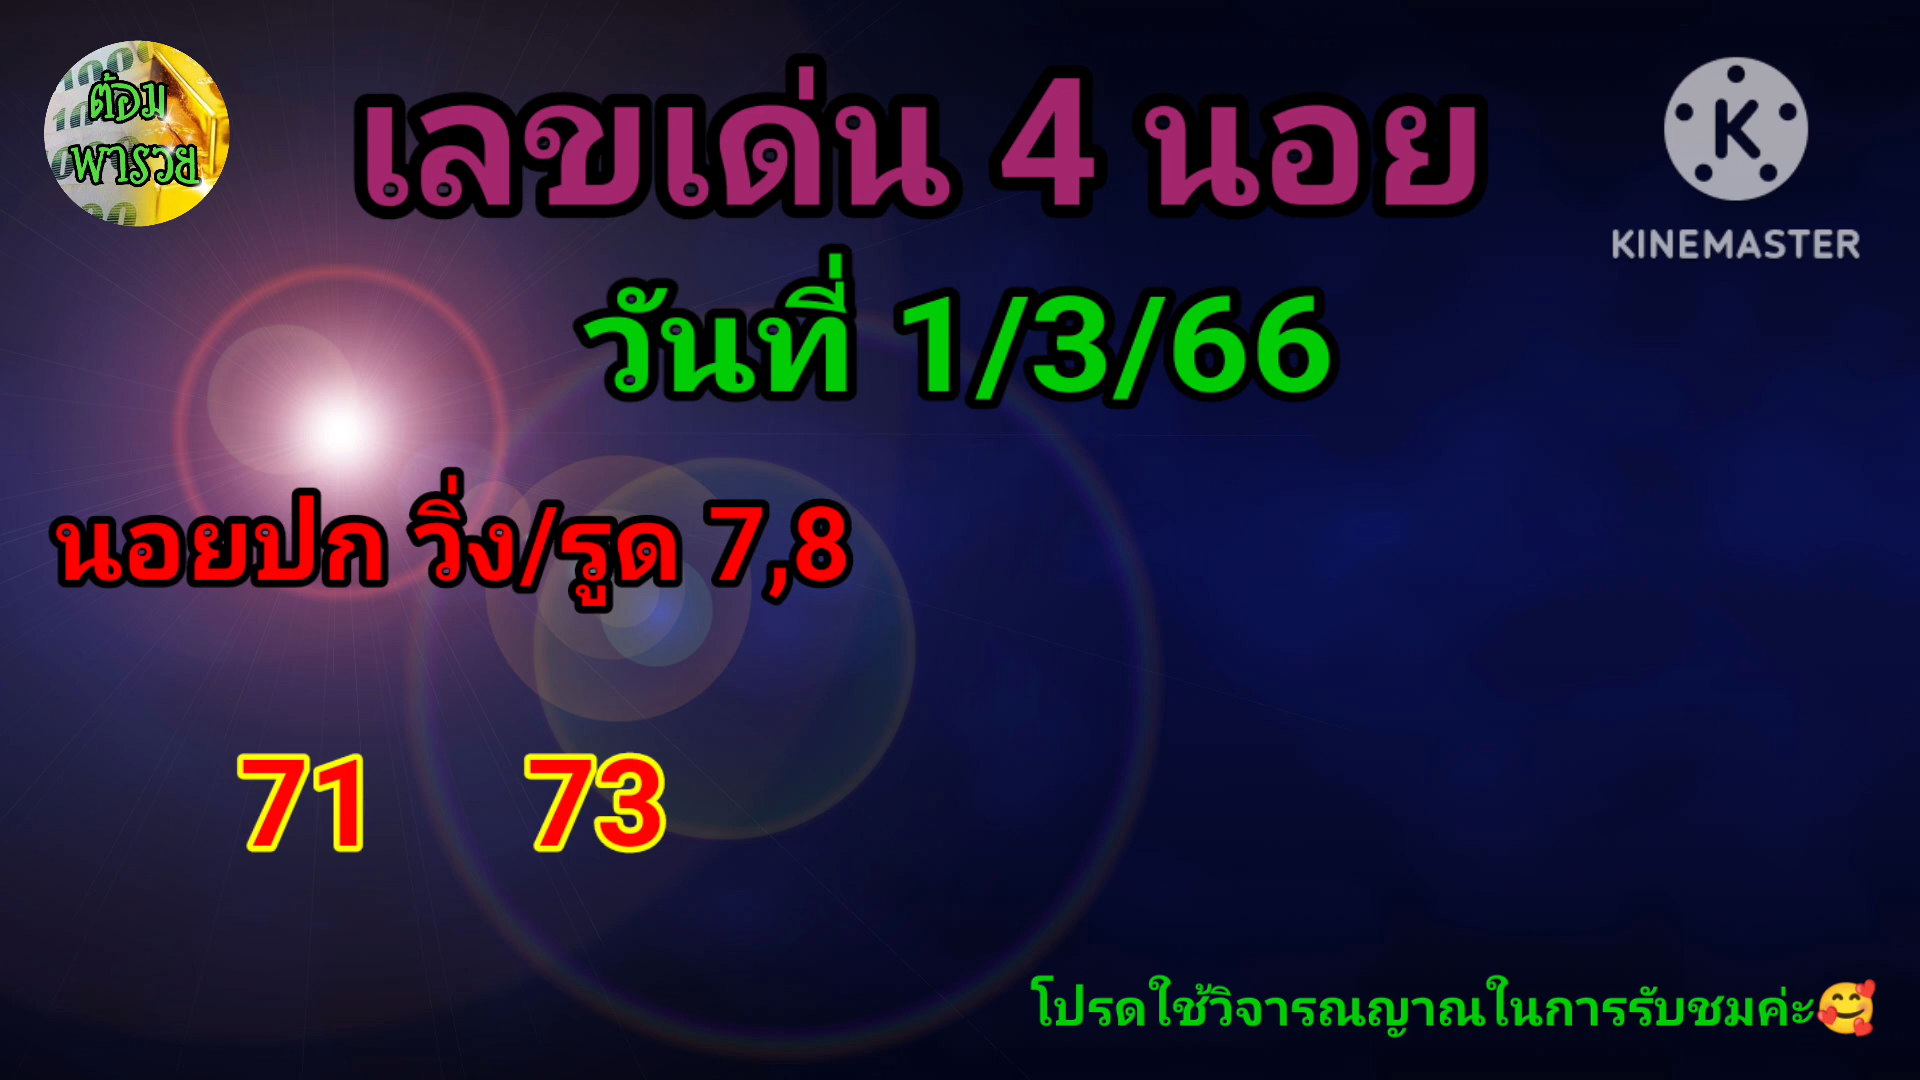 ต้อม
พารวย
เลขเด่น 4 นอย
KINEMASTER
วันที่ 1/3/66
นอยปก วิ่ง/รูด 7,8
71 73
โปรดใช้วิจารณญาณในการรับชมค่ะ🥰